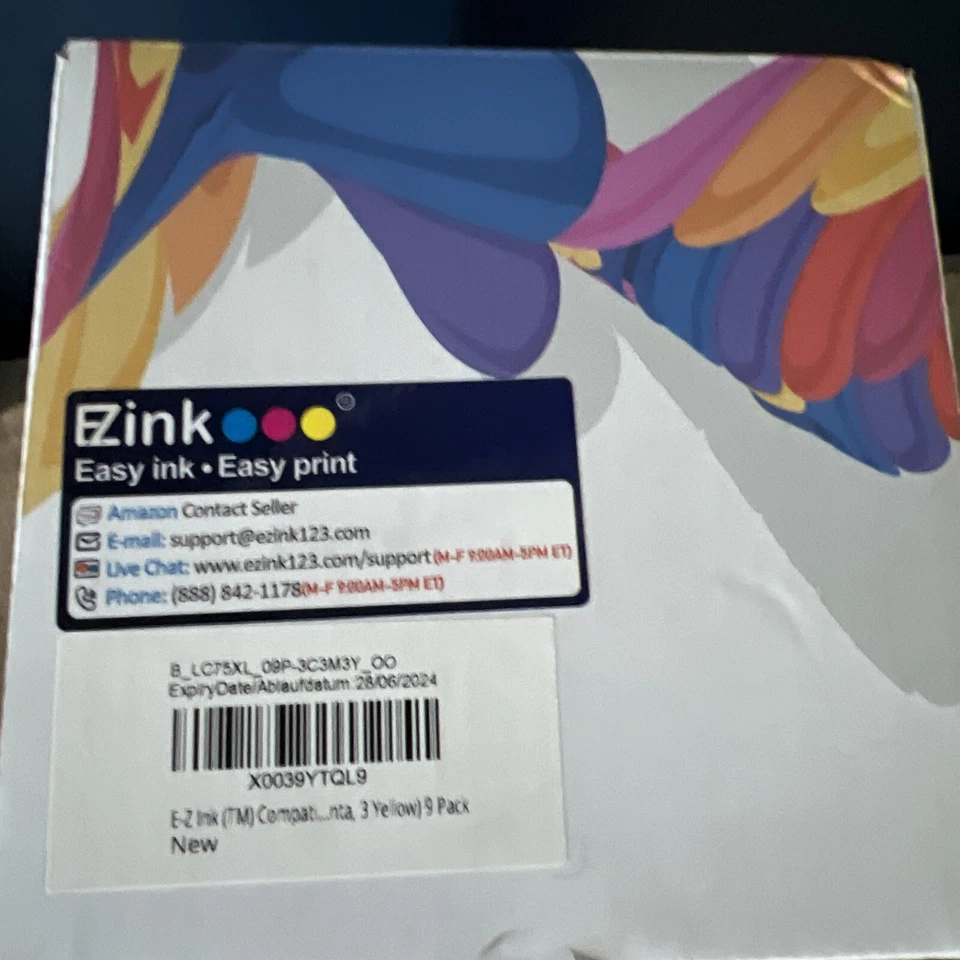 EZink ®
Easy ink • Easy print
Amazon Contact Seller
E-mail: support@ezink123.com
Live Chat: www.ezink123.com/support(M-F 9:00AM-5PM ET)
Phone: (888) 842-1178(M-F 9:00AM-5PM ET)
B_LC75XL_09P-3C3M3Y_OO
ExpiryDate/Ablaufdatum:28/06/2024
X0039YTQL9
E-Z Ink (TM) Compati...nta, 3 Yellow) 9 Pack
New